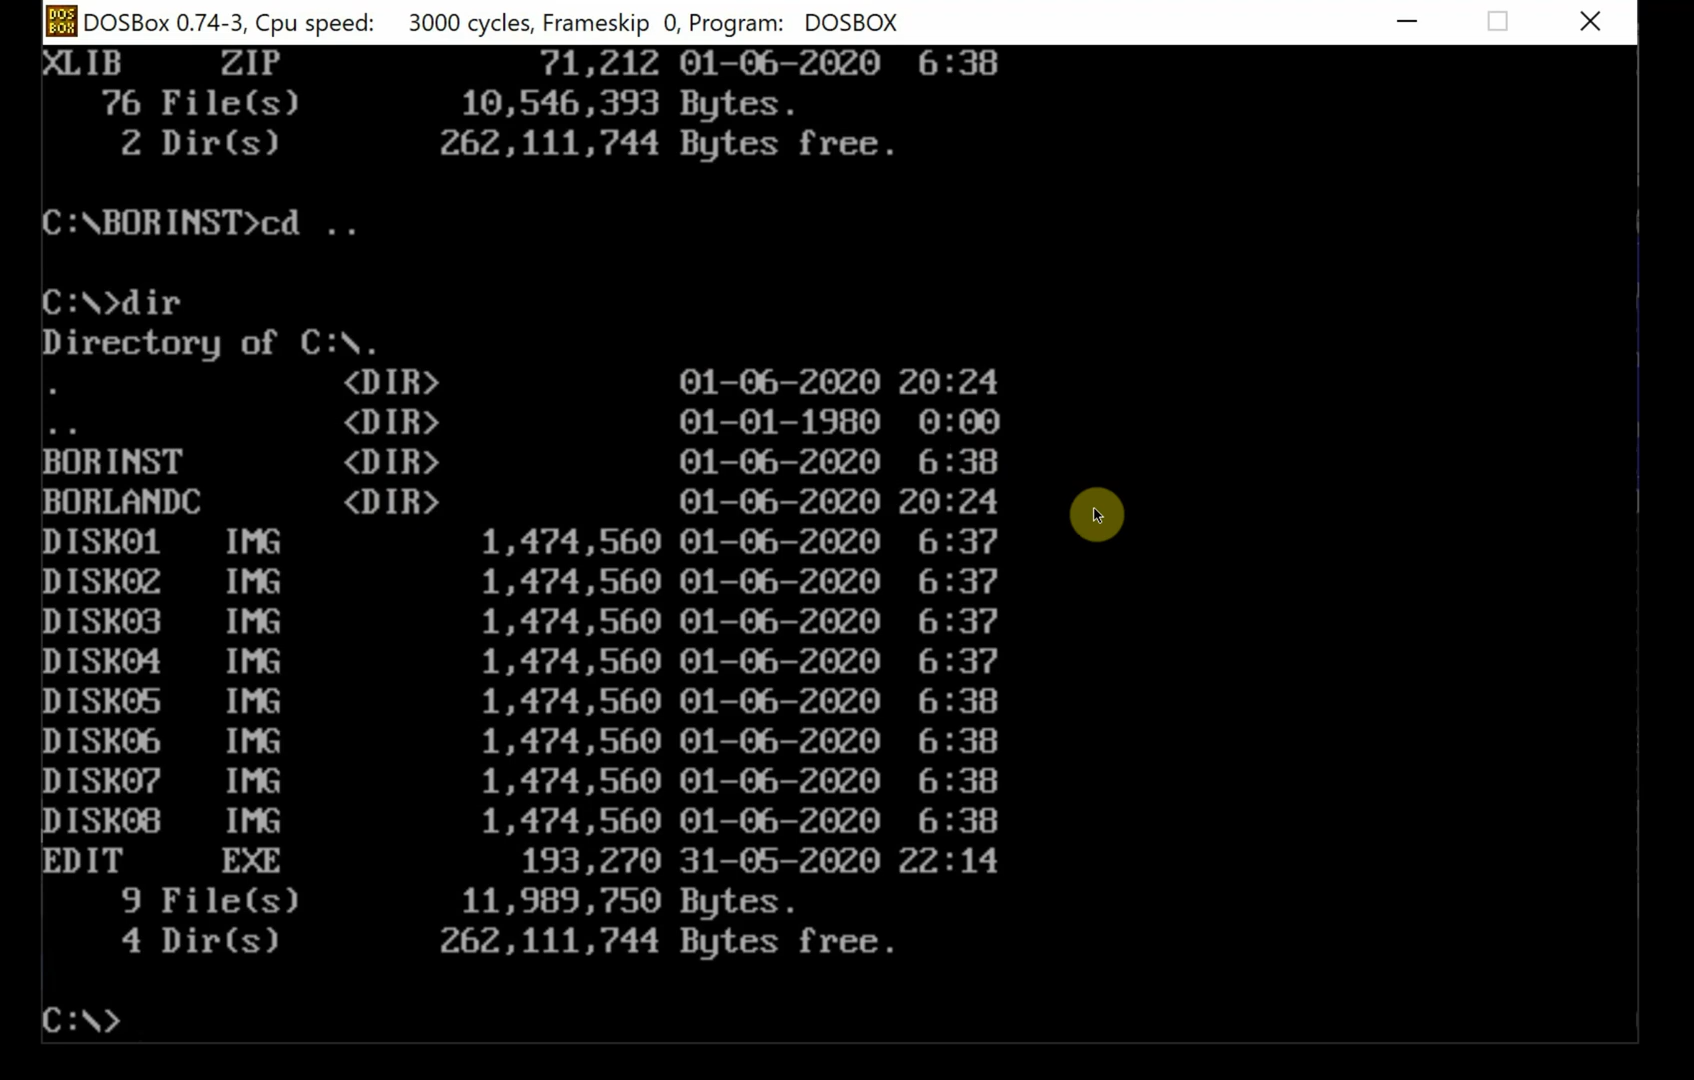 DOS BOX DOSBox 0.74-3, Cpu speed: 3000 cycles, Frameskip 0, Program: DOSBOX
XLIB ZIP 71,212 01-06-2020 6:38
76 File(s) 10,546,393 Bytes.
2 Dir(s) 262,111,744 Bytes free.
C:\BORINST>cd ..
C:\>dir
Directory of C:\.
. <DIR> 01-06-2020 20:24
.. <DIR> 01-01-1980 0:00
BORINST <DIR> 01-06-2020 6:38
BORLANDC <DIR> 01-06-2020 20:24
DISK01 IMG 1,474,560 01-06-2020 6:37
DISK02 IMG 1,474,560 01-06-2020 6:37
DISK03 IMG 1,474,560 01-06-2020 6:37
DISK04 IMG 1,474,560 01-06-2020 6:37
DISK05 IMG 1,474,560 01-06-2020 6:38
DISK06 IMG 1,474,560 01-06-2020 6:38
DISK07 IMG 1,474,560 01-06-2020 6:38
DISK08 IMG 1,474,560 01-06-2020 6:38
EDIT EXE 193,270 31-05-2020 22:14
9 File(s) 11,989,750 Bytes.
4 Dir(s) 262,111,744 Bytes free.
C:\>